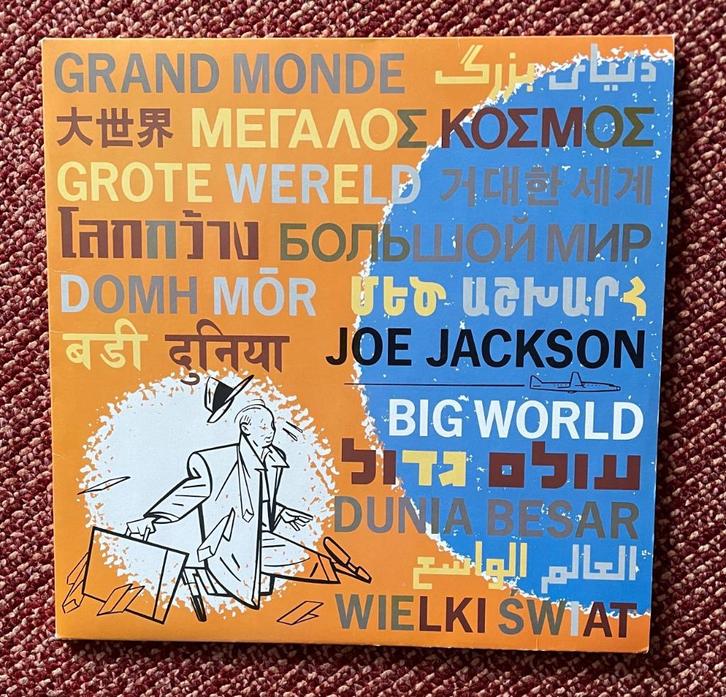 GRAND MONDE دنیای بزرگ
大世界 ΜΕΓΑΛΟΣ ΚΟΣΜΟΣ
GROTE WERELD 거대한 세계
โลกกว้าง БОЛЬШОЙ МИР
DOMH MŌR ՄԵԾ ԱՇԽԱՐՀ
बडी दुनिया JOE JACKSON
BIG WORLD
עולם גדול
DUNIA BESAR
العالم الواسع
WIELKI ŚWIAT